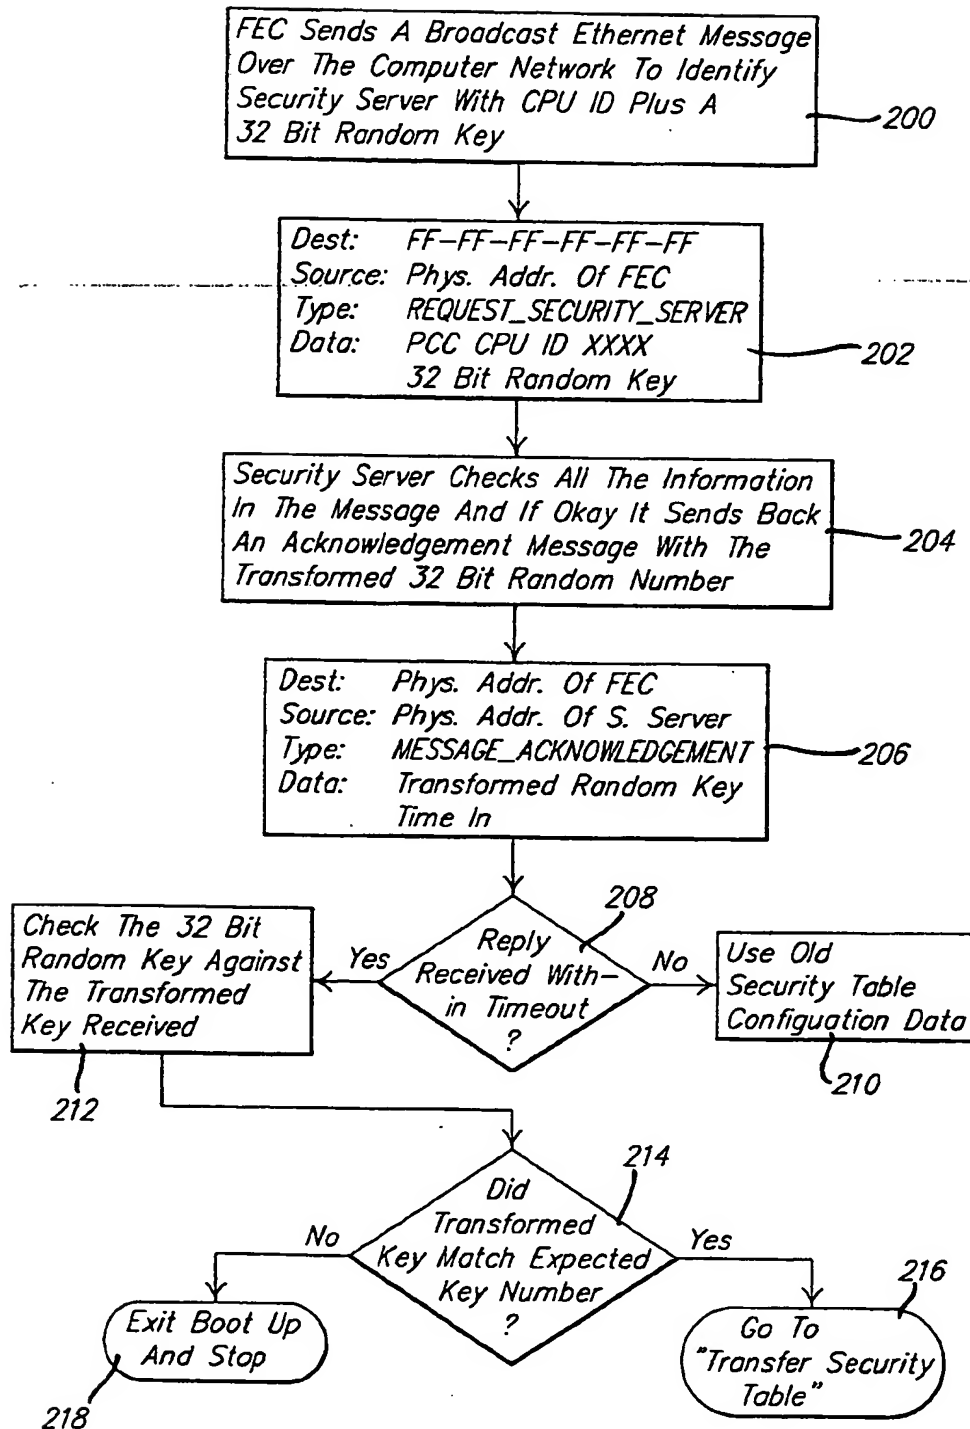 FEC Sends A Broadcast Ethernet Message
Over The Computer Network To Identify
Security Server With CPU ID Plus A
32 Bit Random Key
200
Dest: FF-FF-FF-FF-FF-FF
Source: Phys. Addr. Of FEC
Type: REQUEST_SECURITY_SERVER
Data: PCC CPU ID XXXX
32 Bit Random Key
202
Security Server Checks All The Information
In The Message And If Okay It Sends Back
An Acknowledgement Message With The
Transformed 32 Bit Random Number
204
Dest: Phys. Addr. Of FEC
Source: Phys. Addr. Of S. Server
Type: MESSAGE_ACKNOWLEDGEMENT
Data: Transformed Random Key
Time In
206
Reply
Received With-
in Timeout
?
208
Yes
No
Check The 32 Bit
Random Key Against
The Transformed
Key Received
212
Use Old
Security Table
Configuation Data
210
Did
Transformed
Key Match Expected
Key Number
?
214
No
Yes
Exit Boot Up
And Stop
218
Go To
"Transfer Security
Table"
216